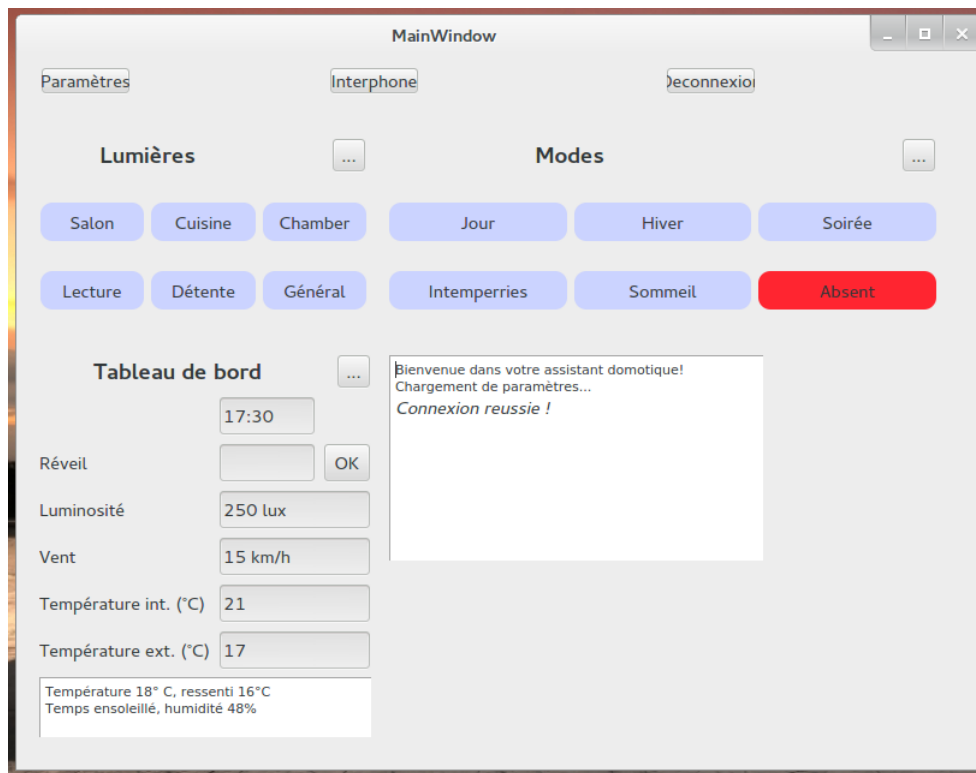 MainWindow
Paramètres Interphone Deconnexion
Lumières ... Modes ...
Salon Cuisine Chamber Jour Hiver Soirée
Lecture Détente Général Intemperries Sommeil Absent
Tableau de bord ...
Bienvenue dans votre assistant domotique!
Chargement de paramètres...
Connexion reussie !
17:30
Réveil OK
Luminosité 250 lux
Vent 15 km/h
Température int. (°C) 21
Température ext. (°C) 17
Température 18° C, ressenti 16°C
Temps ensoleillé, humidité 48%